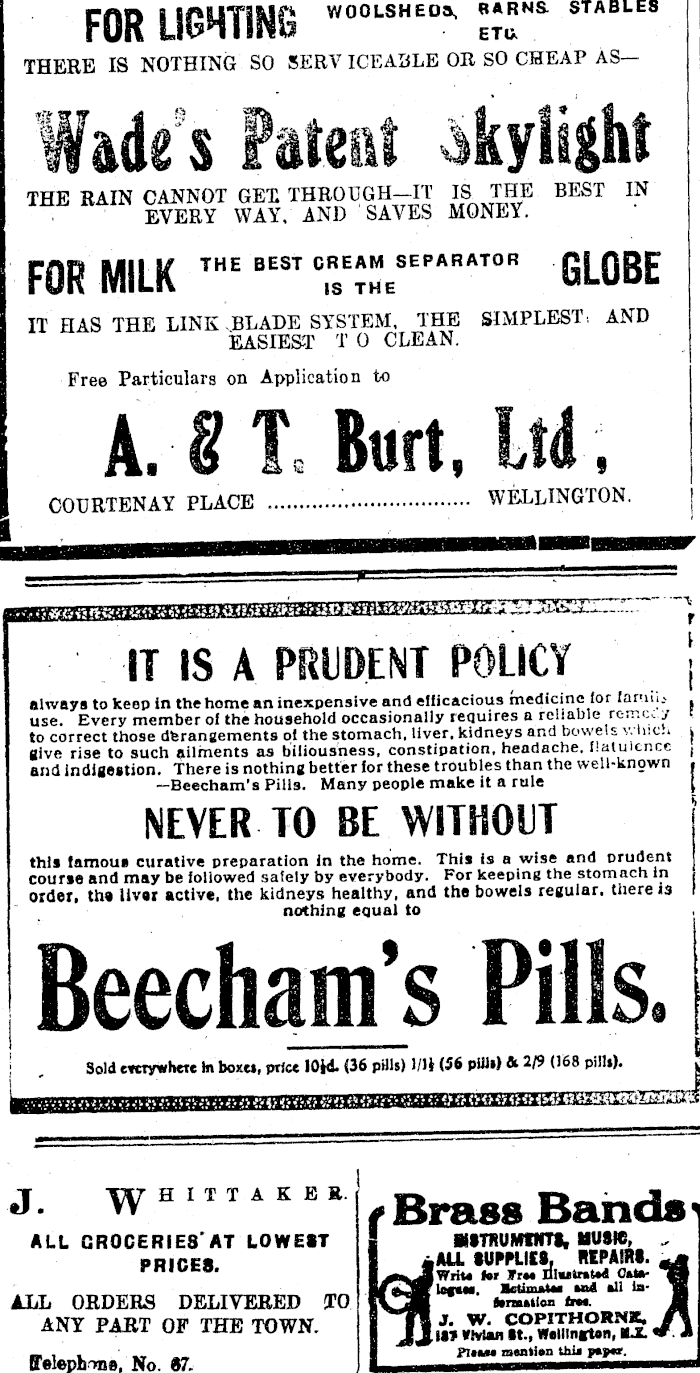 FOR LIGHTING WOOLSHEDS, BARNS STABLES ETC.
THERE IS NOTHING SO SERVICEABLE OR SO CHEAP AS—
Wade's Patent Skylight
THE RAIN CANNOT GET THROUGH—IT IS THE BEST IN
EVERY WAY, AND SAVES MONEY.
FOR MILK THE BEST CREAM SEPARATOR IS THE GLOBE
IT HAS THE LINK BLADE SYSTEM, THE SIMPLEST AND
EASIEST TO CLEAN.
Free Particulars on Application to
A. & T. Burt, Ltd,
COURTENAY PLACE ................................ WELLINGTON.
IT IS A PRUDENT POLICY
always to keep in the home an inexpensive and efficacious medicine for family
use. Every member of the household occasionally requires a reliable remedy
to correct those derangements of the stomach, liver, kidneys and bowels which
give rise to such ailments as biliousness, constipation, headache, flatulence
and indigestion. There is nothing better for these troubles than the well-known
—Beecham's Pills. Many people make it a rule
NEVER TO BE WITHOUT
this famous curative preparation in the home. This is a wise and prudent
course and may be followed safely by everybody. For keeping the stomach in
order, the liver active, the kidneys healthy, and the bowels regular, there is
nothing equal to
Beecham's Pills.
Sold everywhere in boxes, price 10½d. (36 pills) 1/1½ (56 pills) & 2/9 (168 pills).
J. WHITTAKER.
ALL GROCERIES AT LOWEST
PRICES.
ALL ORDERS DELIVERED TO
ANY PART OF THE TOWN.
Telephone, No. 67.
Brass Bands
INSTRUMENTS, MUSIC,
ALL SUPPLIES, REPAIRS.
Write for Free Illustrated Cata-
logues. Estimates and all in-
formation free.
J. W. COPITHORNE,
187 Vivian St., Wellington, N.Z.
Please mention this paper.